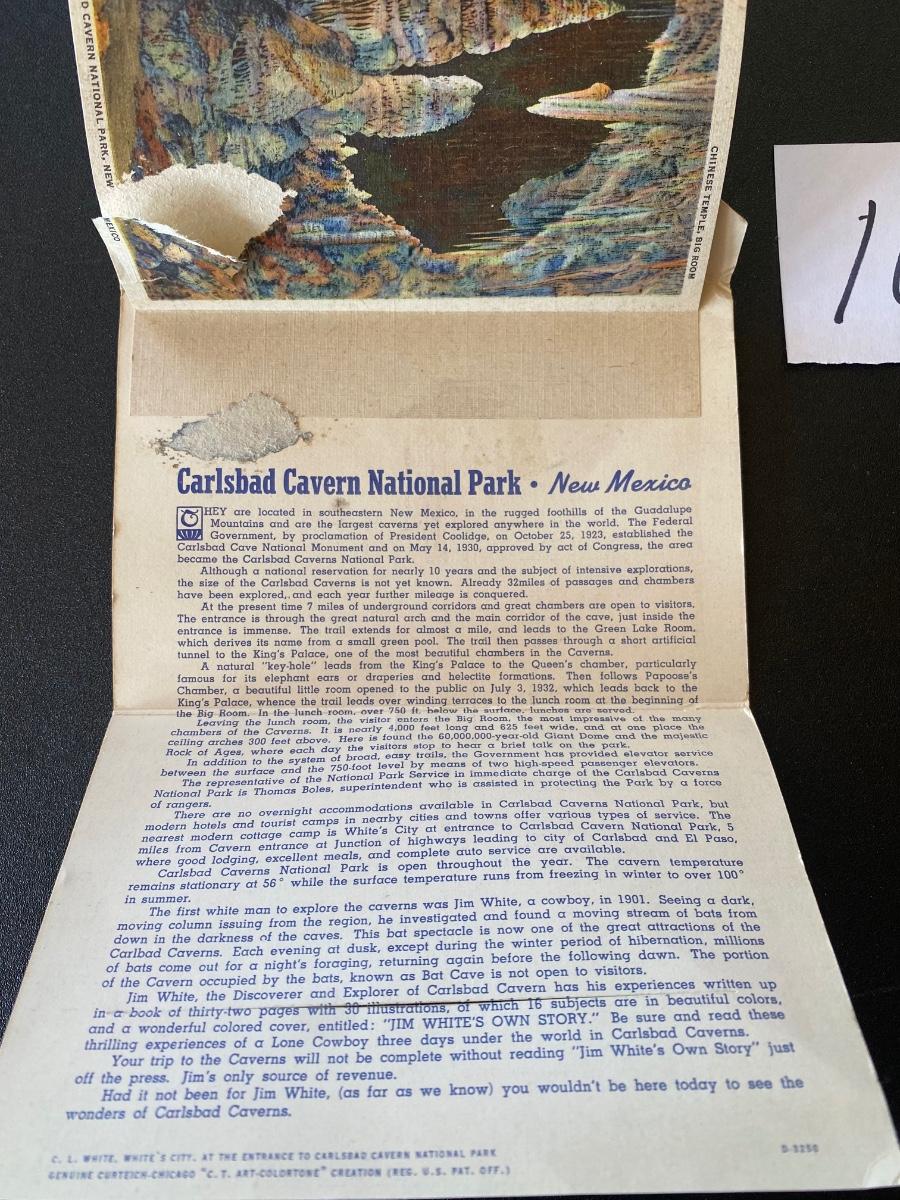 D CAVERN NATIONAL PARK, NEW
MEXICO
CHINESE TEMPLE, BIG ROOM
Carlsbad Cavern National Park • New Mexico
THEY are located in southeastern New Mexico, in the rugged foothills of the Guadalupe
Mountains and are the largest caverns yet explored anywhere in the world. The Federal
Government, by proclamation of President Coolidge, on October 25, 1923, established the
Carlsbad Cave National Monument and on May 14, 1930, approved by act of Congress, the area
became the Carlsbad Caverns National Park.
Although a national reservation for nearly 10 years and the subject of intensive explorations,
the size of the Carlsbad Caverns is not yet known. Already 32miles of passages and chambers
have been explored,.and each year further mileage is conquered.
At the present time 7 miles of underground corridors and great chambers are open to visitors.
The entrance is through the great natural arch and the main corridor of the cave, just inside the
entrance is immense. The trail extends for almost a mile, and leads to the Green Lake Room,
which derives its name from a small green pool. The trail then passes through a short artificial
tunnel to the King's Palace, one of the most beautiful chambers in the Caverns.
A natural "key-hole" leads from the King's Palace to the Queen's chamber, particularly
famous for its elephant ears or draperies and helectite formations. Then follows Papoose's
Chamber, a beautiful little room opened to the public on July 3, 1932, which leads back to the
King's Palace, whence the trail leads over winding terraces to the lunch room at the beginning of
the Big Room. In the lunch room, over 750 ft. below the surface, lunches are served.
Leaving the lunch room, the visitor enters the Big Room, the most impressive of the many
chambers of the Caverns. It is nearly 4,000 feet long and 625 feet wide, and at one place the
ceiling arches 300 feet above. Here is found the 60,000,000-year-old Giant Dome and the majestic
Rock of Ages, where each day the visitors stop to hear a brief talk on the park.
In addition to the system of broad, easy trails, the Government has provided elevator service
between the surface and the 750-foot level by means of two high-speed passenger elevators.
The representative of the National Park Service in immediate charge of the Carlsbad Caverns
National Park is Thomas Boles, superintendent who is assisted in protecting the Park by a force
of rangers.
There are no overnight accommodations available in Carlsbad Caverns National Park, but
modern hotels and tourist camps in nearby cities and towns offer various types of service. The
nearest modern cottage camp is White's City at entrance to Carlsbad Cavern National Park, 5
miles from Cavern entrance at Junction of highways leading to city of Carlsbad and El Paso,
where good lodging, excellent meals, and complete auto service are available.
Carlsbad Caverns National Park is open throughout the year. The cavern temperature
remains stationary at 56° while the surface temperature runs from freezing in winter to over 100°
in summer.
The first white man to explore the caverns was Jim White, a cowboy, in 1901. Seeing a dark,
moving column issuing from the region, he investigated and found a moving stream of bats from
down in the darkness of the caves. This bat spectacle is now one of the great attractions of the
Carlbad Caverns. Each evening at dusk, except during the winter period of hibernation, millions
of bats come out for a night's foraging, returning again before the following dawn. The portion
of the Cavern occupied by the bats, known as Bat Cave is not open to visitors.
Jim White, the Discoverer and Explorer of Carlsbad Cavern has his experiences written up
in a book of thirty-two pages with 30 illustrations, of which 16 subjects are in beautiful colors,
and a wonderful colored cover, entitled: "JIM WHITE'S OWN STORY." Be sure and read these
thrilling experiences of a Lone Cowboy three days under the world in Carlsbad Caverns.
Your trip to the Caverns will not be complete without reading "Jim White's Own Story" just
off the press. Jim's only source of revenue.
Had it not been for Jim White, (as far as we know) you wouldn't be here today to see the
wonders of Carlsbad Caverns.
C. L. WHITE, WHITE'S CITY, AT THE ENTRANCE TO CARLSBAD CAVERN NATIONAL PARK
D-3250
GENUINE CURTEICH-CHICAGO "C. T. ART-COLORTONE" CREATION (REG. U.S. PAT. OFF.)